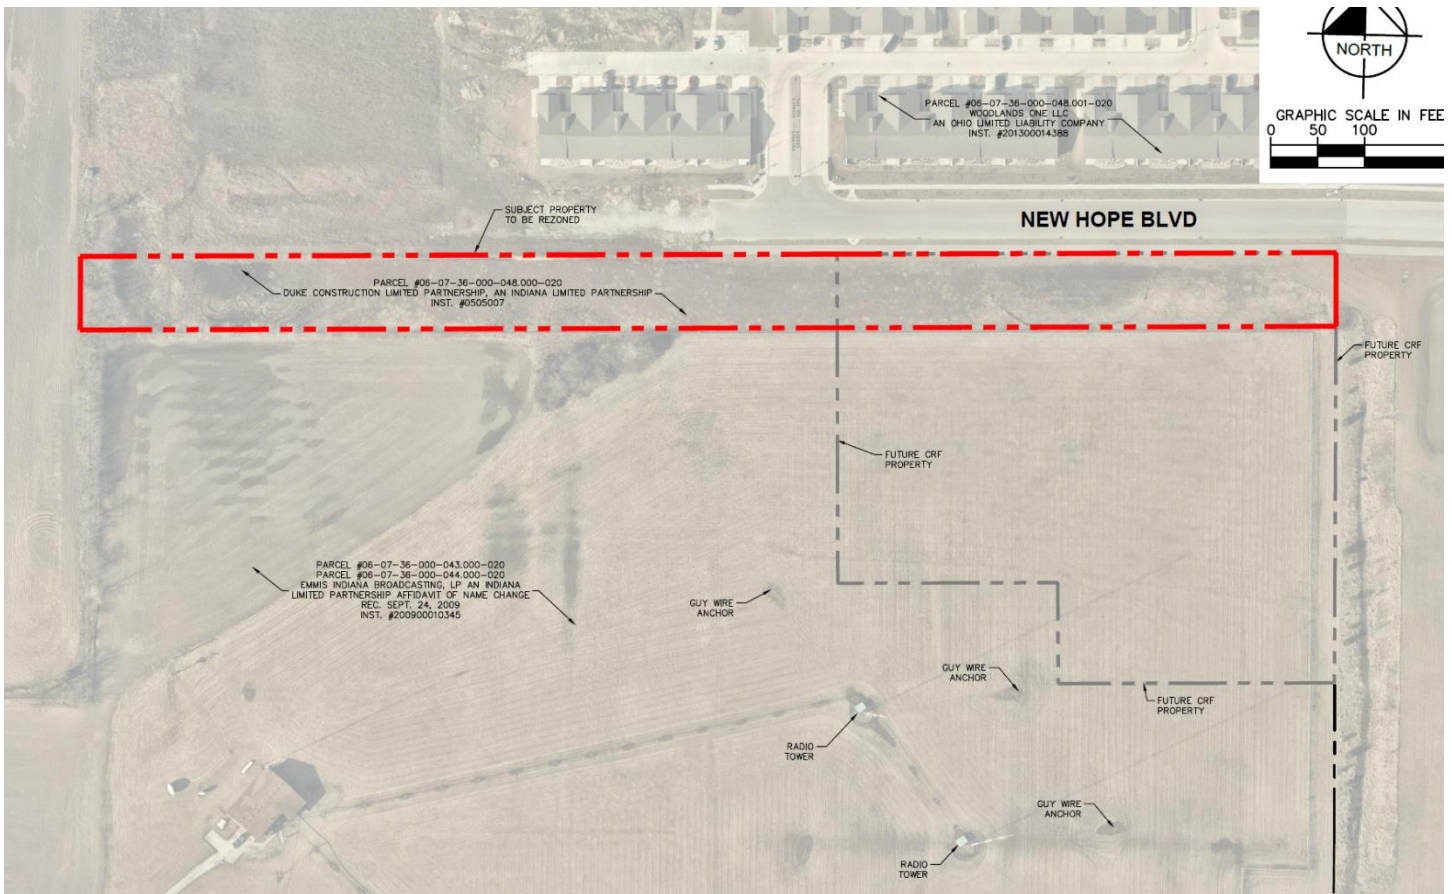 NORTH
GRAPHIC SCALE IN FEE
0 50 100
PARCEL #06-07-36-000-048.001-020
WOODLANDS ONE LLC
AN OHIO LIMITED LIABILITY COMPANY
INST. #201300014388
NEW HOPE BLVD
SUBJECT PROPERTY
TO BE REZONED
PARCEL #06-07-36-000-048.000-020
DUKE CONSTRUCTION LIMITED PARTNERSHIP, AN INDIANA LIMITED PARTNERSHIP
INST. #0505007
FUTURE CRF
PROPERTY
FUTURE CRF
PROPERTY
PARCEL #06-07-36-000-043.000-020
PARCEL #06-07-36-000-044.000-020
EMMIS INDIANA BROADCASTING, LP AN INDIANA
LIMITED PARTNERSHIP AFFIDAVIT OF NAME CHANGE
REC. SEPT. 24, 2009
INST. #200900010345
GUY WIRE
ANCHOR
GUY WIRE
ANCHOR
FUTURE CRF
PROPERTY
RADIO
TOWER
GUY WIRE
ANCHOR
RADIO
TOWER